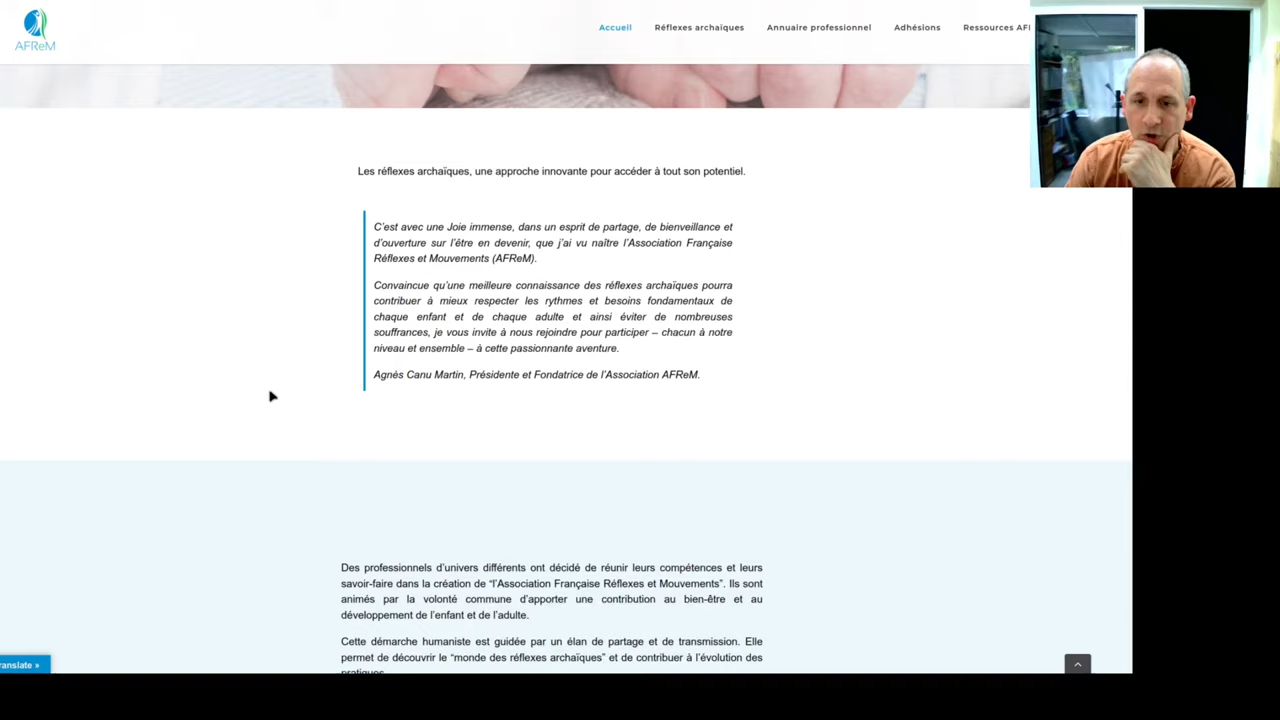 AFReM
Accueil
Réflexes archaïques
Annuaire professionnel
Adhésions
Ressources
Les réflexes archaïques, une approche innovante pour accéder à tout son potentiel.
C’est avec une Joie immense, dans un esprit de partage, de bienveillance et
d’ouverture sur l’être en devenir, que j’ai vu naître l’Association Française
Réflexes et Mouvements (AFReM).
Convaincue qu’une meilleure connaissance des réflexes archaïques pourra
contribuer à mieux respecter les rythmes et besoins fondamentaux de
chaque enfant et de chaque adulte et ainsi éviter de nombreuses
souffrances, je vous invite à nous rejoindre pour participer – chacun à notre
niveau et ensemble – à cette passionnante aventure.
Agnès Canu Martin, Présidente et Fondatrice de l’Association AFReM.
Des professionnels d’univers différents ont décidé de réunir leurs compétences et leurs
savoir-faire dans la création de “l’Association Française Réflexes et Mouvements”. Ils sont
animés par la volonté commune d’apporter une contribution au bien-être et au
développement de l’enfant et de l’adulte.
Cette démarche humaniste est guidée par un élan de partage et de transmission. Elle
permet de découvrir le “monde des réflexes archaïques” et de contribuer à l’évolution des
pratiques.
ranslate »